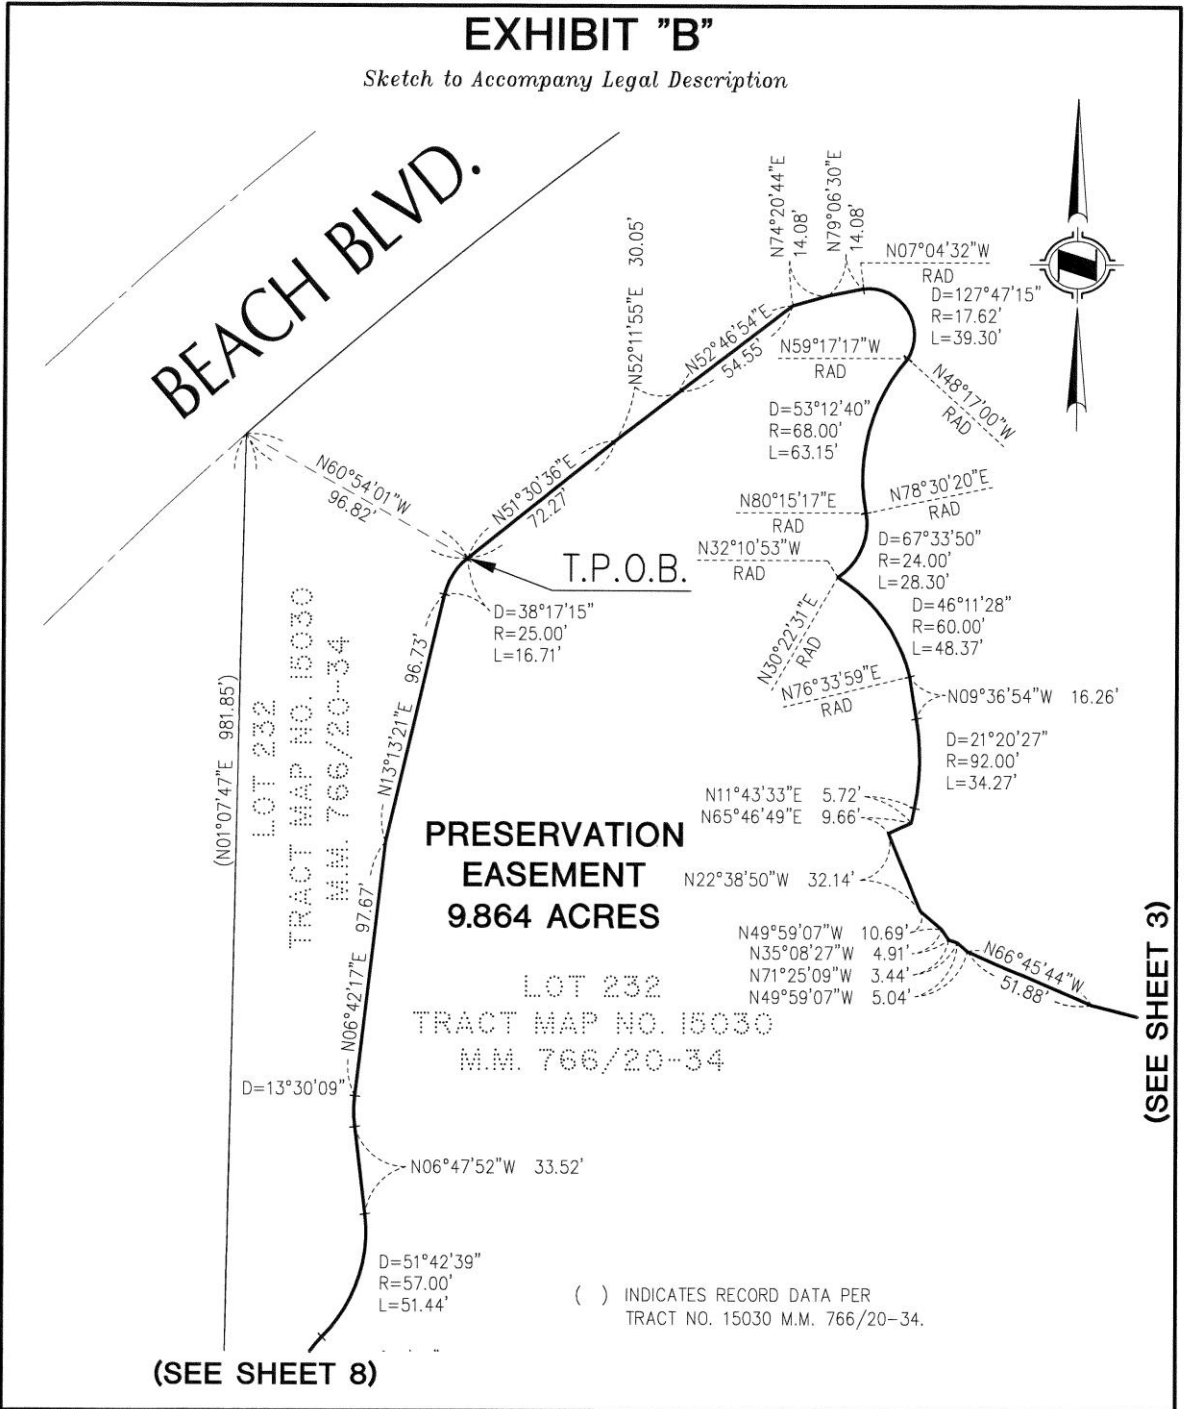 EXHIBIT "B"
Sketch to Accompany Legal Description
BEACH BLVD.
N74°20'44"E
14.08'
N79°06'30"E
14.08'
N07°04'32"W
RAD
D=127°47'15"
R=17.62'
L=39.30'
N52°11'55"E 30.05'
N52°46'54"E
54.55'
N59°17'17"W
RAD
N48°17'00"W
RAD
D=53°12'40"
R=68.00'
L=63.15'
N60°54'01"W
96.82'
N51°30'36"E
72.27'
N80°15'17"E
RAD
N78°30'20"E
RAD
N32°10'53"W
RAD
T.P.O.B.
D=67°33'50"
R=24.00'
L=28.30'
D=38°17'15"
R=25.00'
L=16.71'
D=46°11'28"
R=60.00'
L=48.37'
N30°22'31"E
RAD
N76°33'59"E
RAD
N09°36'54"W 16.26'
(N01°07'47"E 981.85')
LOT 232
TRACT MAP NO. 15030
M.M. 766/20-34
N13°13'21"E 96.73'
D=21°20'27"
R=92.00'
L=34.27'
N11°43'33"E 5.72'
N65°46'49"E 9.66'
PRESERVATION
EASEMENT
9.864 ACRES
N22°38'50"W 32.14'
N49°59'07"W 10.69'
N35°08'27"W 4.91'
N71°25'09"W 3.44'
N49°59'07"W 5.04'
N66°45'44"W
51.88'
(SEE SHEET 3)
N06°42'17"E 97.67'
LOT 232
TRACT MAP NO. 15030
M.M. 766/20-34
D=13°30'09"
N06°47'52"W 33.52'
D=51°42'39"
R=57.00'
L=51.44'
( ) INDICATES RECORD DATA PER
TRACT NO. 15030 M.M. 766/20-34.
(SEE SHEET 8)